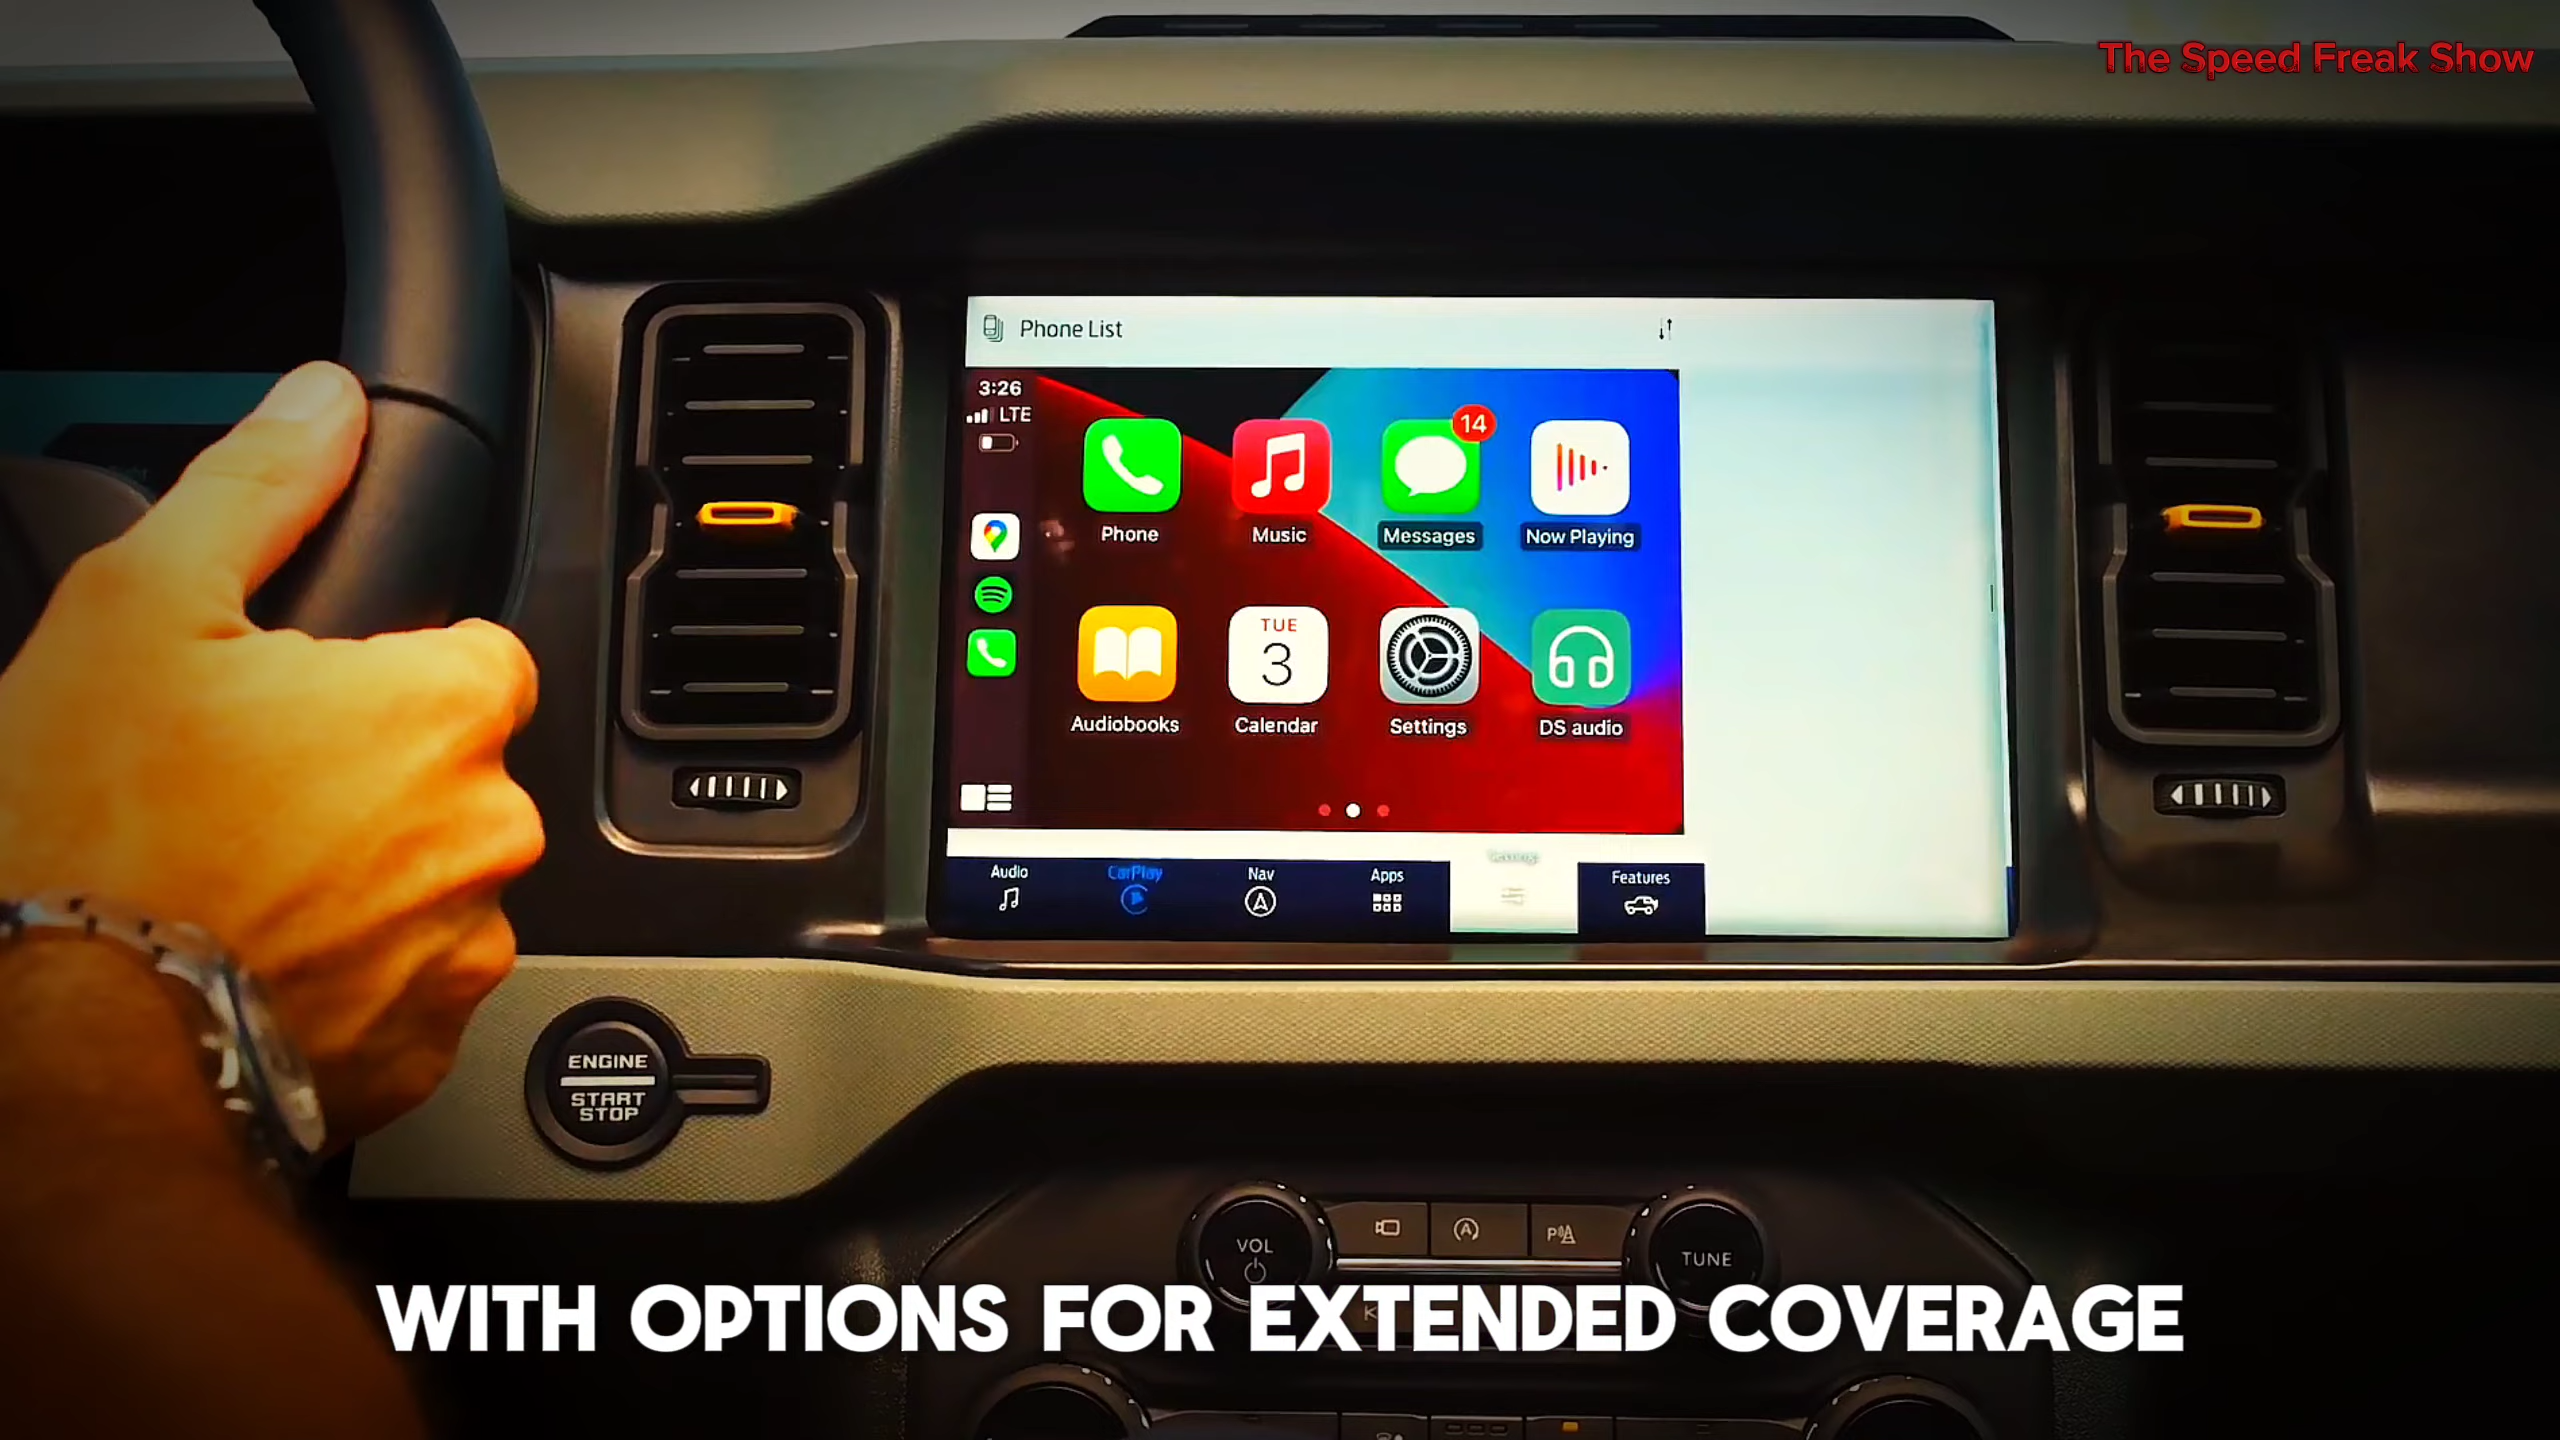 The Speed Freak Show
Phone List
3:26
LTE
14
Phone
Music
Messages
Now Playing
TUE
3
Audiobooks
Calendar
Settings
DS audio
Audio
CarPlay
Nav
Apps
Settings
Features
ENGINE
START
STOP
VOL
A
P
TUNE
WITH OPTIONS FOR EXTENDED COVERAGE